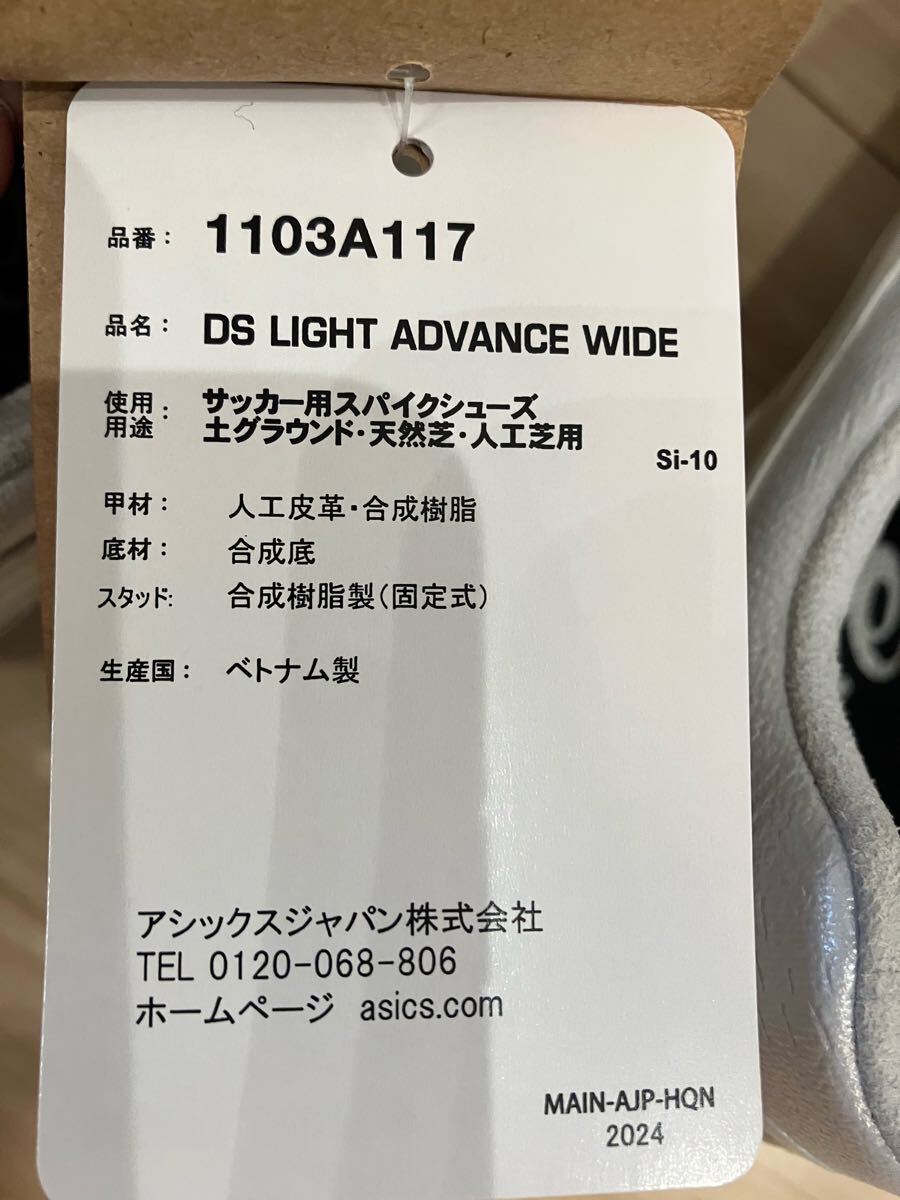 品番： 1103A117
品名： DS LIGHT ADVANCE WIDE
使用用途： サッカー用スパイクシューズ
土グラウンド・天然芝・人工芝用
Si-10
甲材： 人工皮革・合成樹脂
底材： 合成底
スタッド: 合成樹脂製（固定式）
生産国： ベトナム製
アシックスジャパン株式会社
TEL 0120-068-806
ホームページ asics.com
MAIN-AJP-HQN
2024